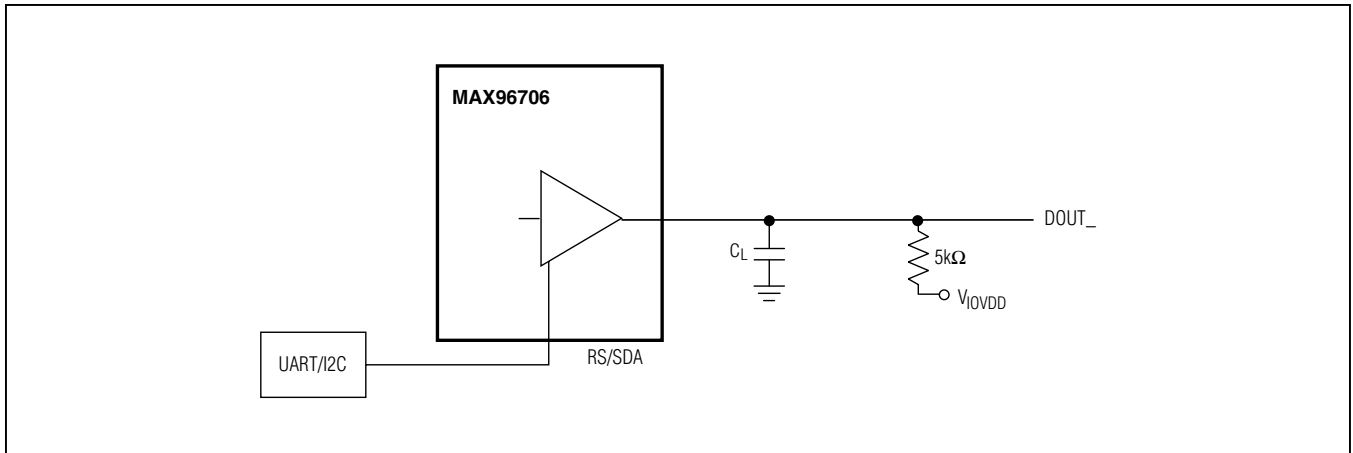 MAX96706
DOUT_
CL
5kΩ
VIOVDD
RS/SDA
UART/I2C